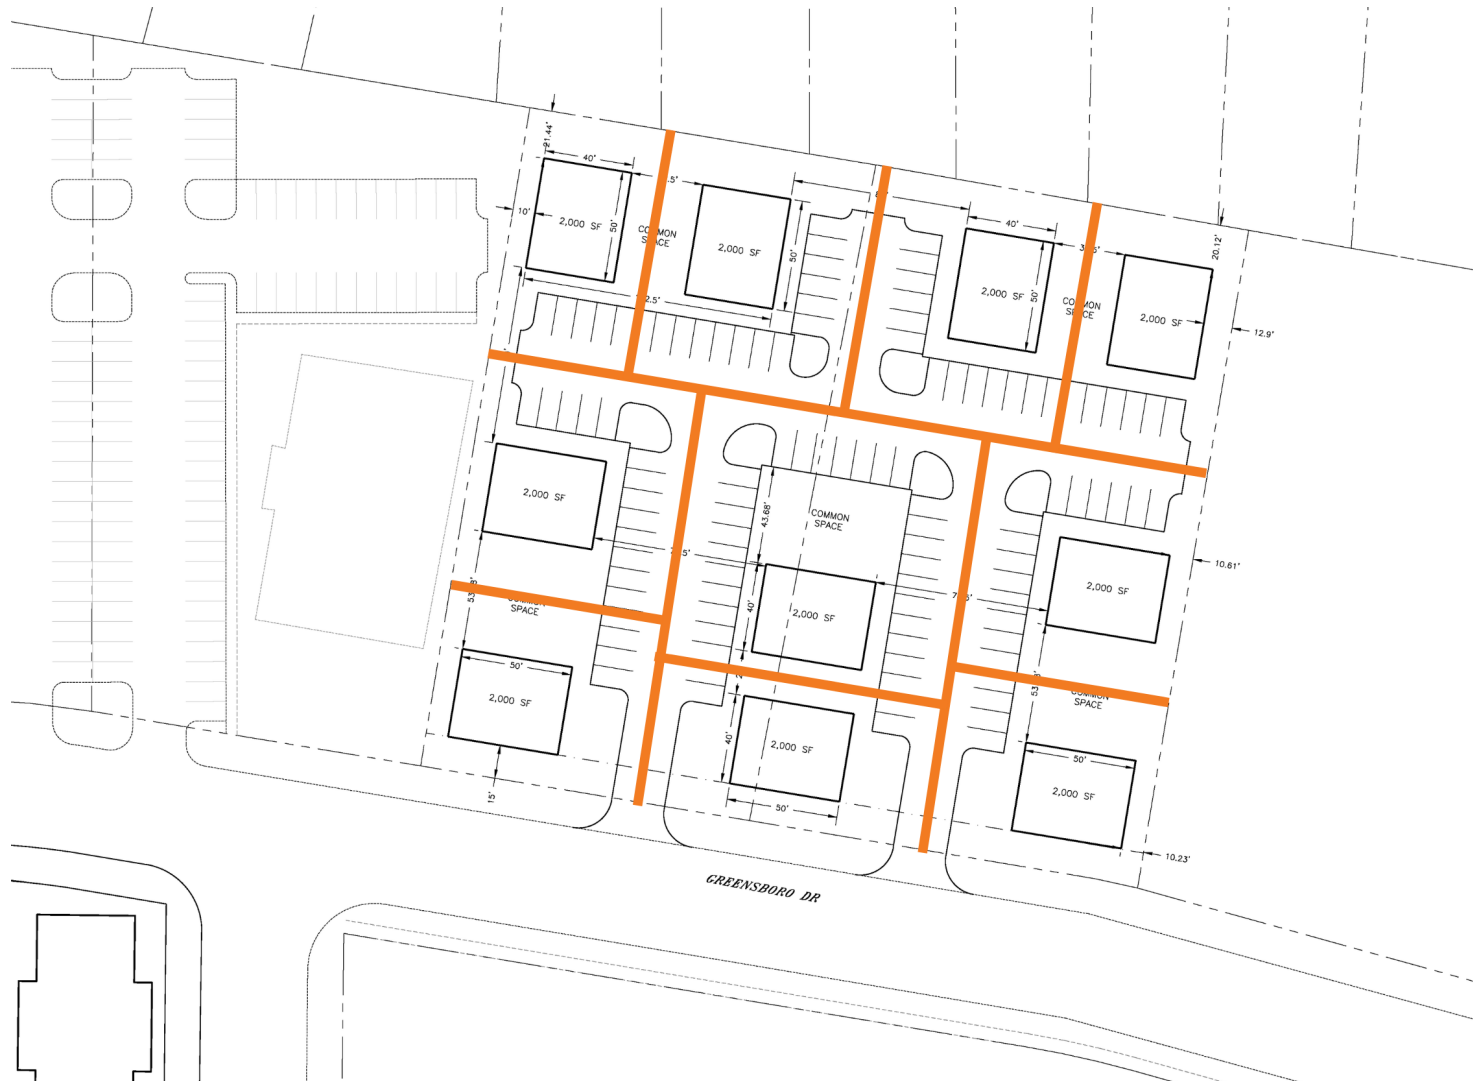 21.44'
40'
.5'
10'
2,000 SF
50'
COMMON
SPACE
2,000 SF
50'
2.5'
40'
2,000 SF
50'
COMMON
SPACE
2,000 SF
20.12'
12.9'
2,000 SF
43.68'
COMMON
SPACE
40'
2,000 SF
2,000 SF
10.61'
COMMON
SPACE
50'
2,000 SF
15'
40'
2,000 SF
50'
COMMON
SPACE
50'
2,000 SF
10.23'
GREENSBORO DR